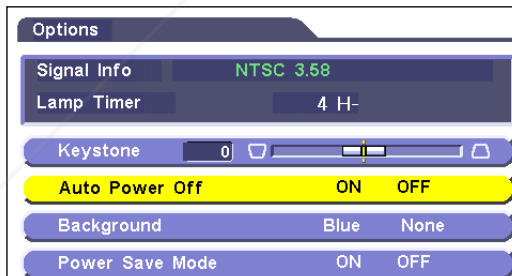 Options
Signal Info NTSC 3.58
Lamp Timer 4 H-
Keystone 0
Auto Power Off ON OFF
Background Blue None
Power Save Mode ON OFF